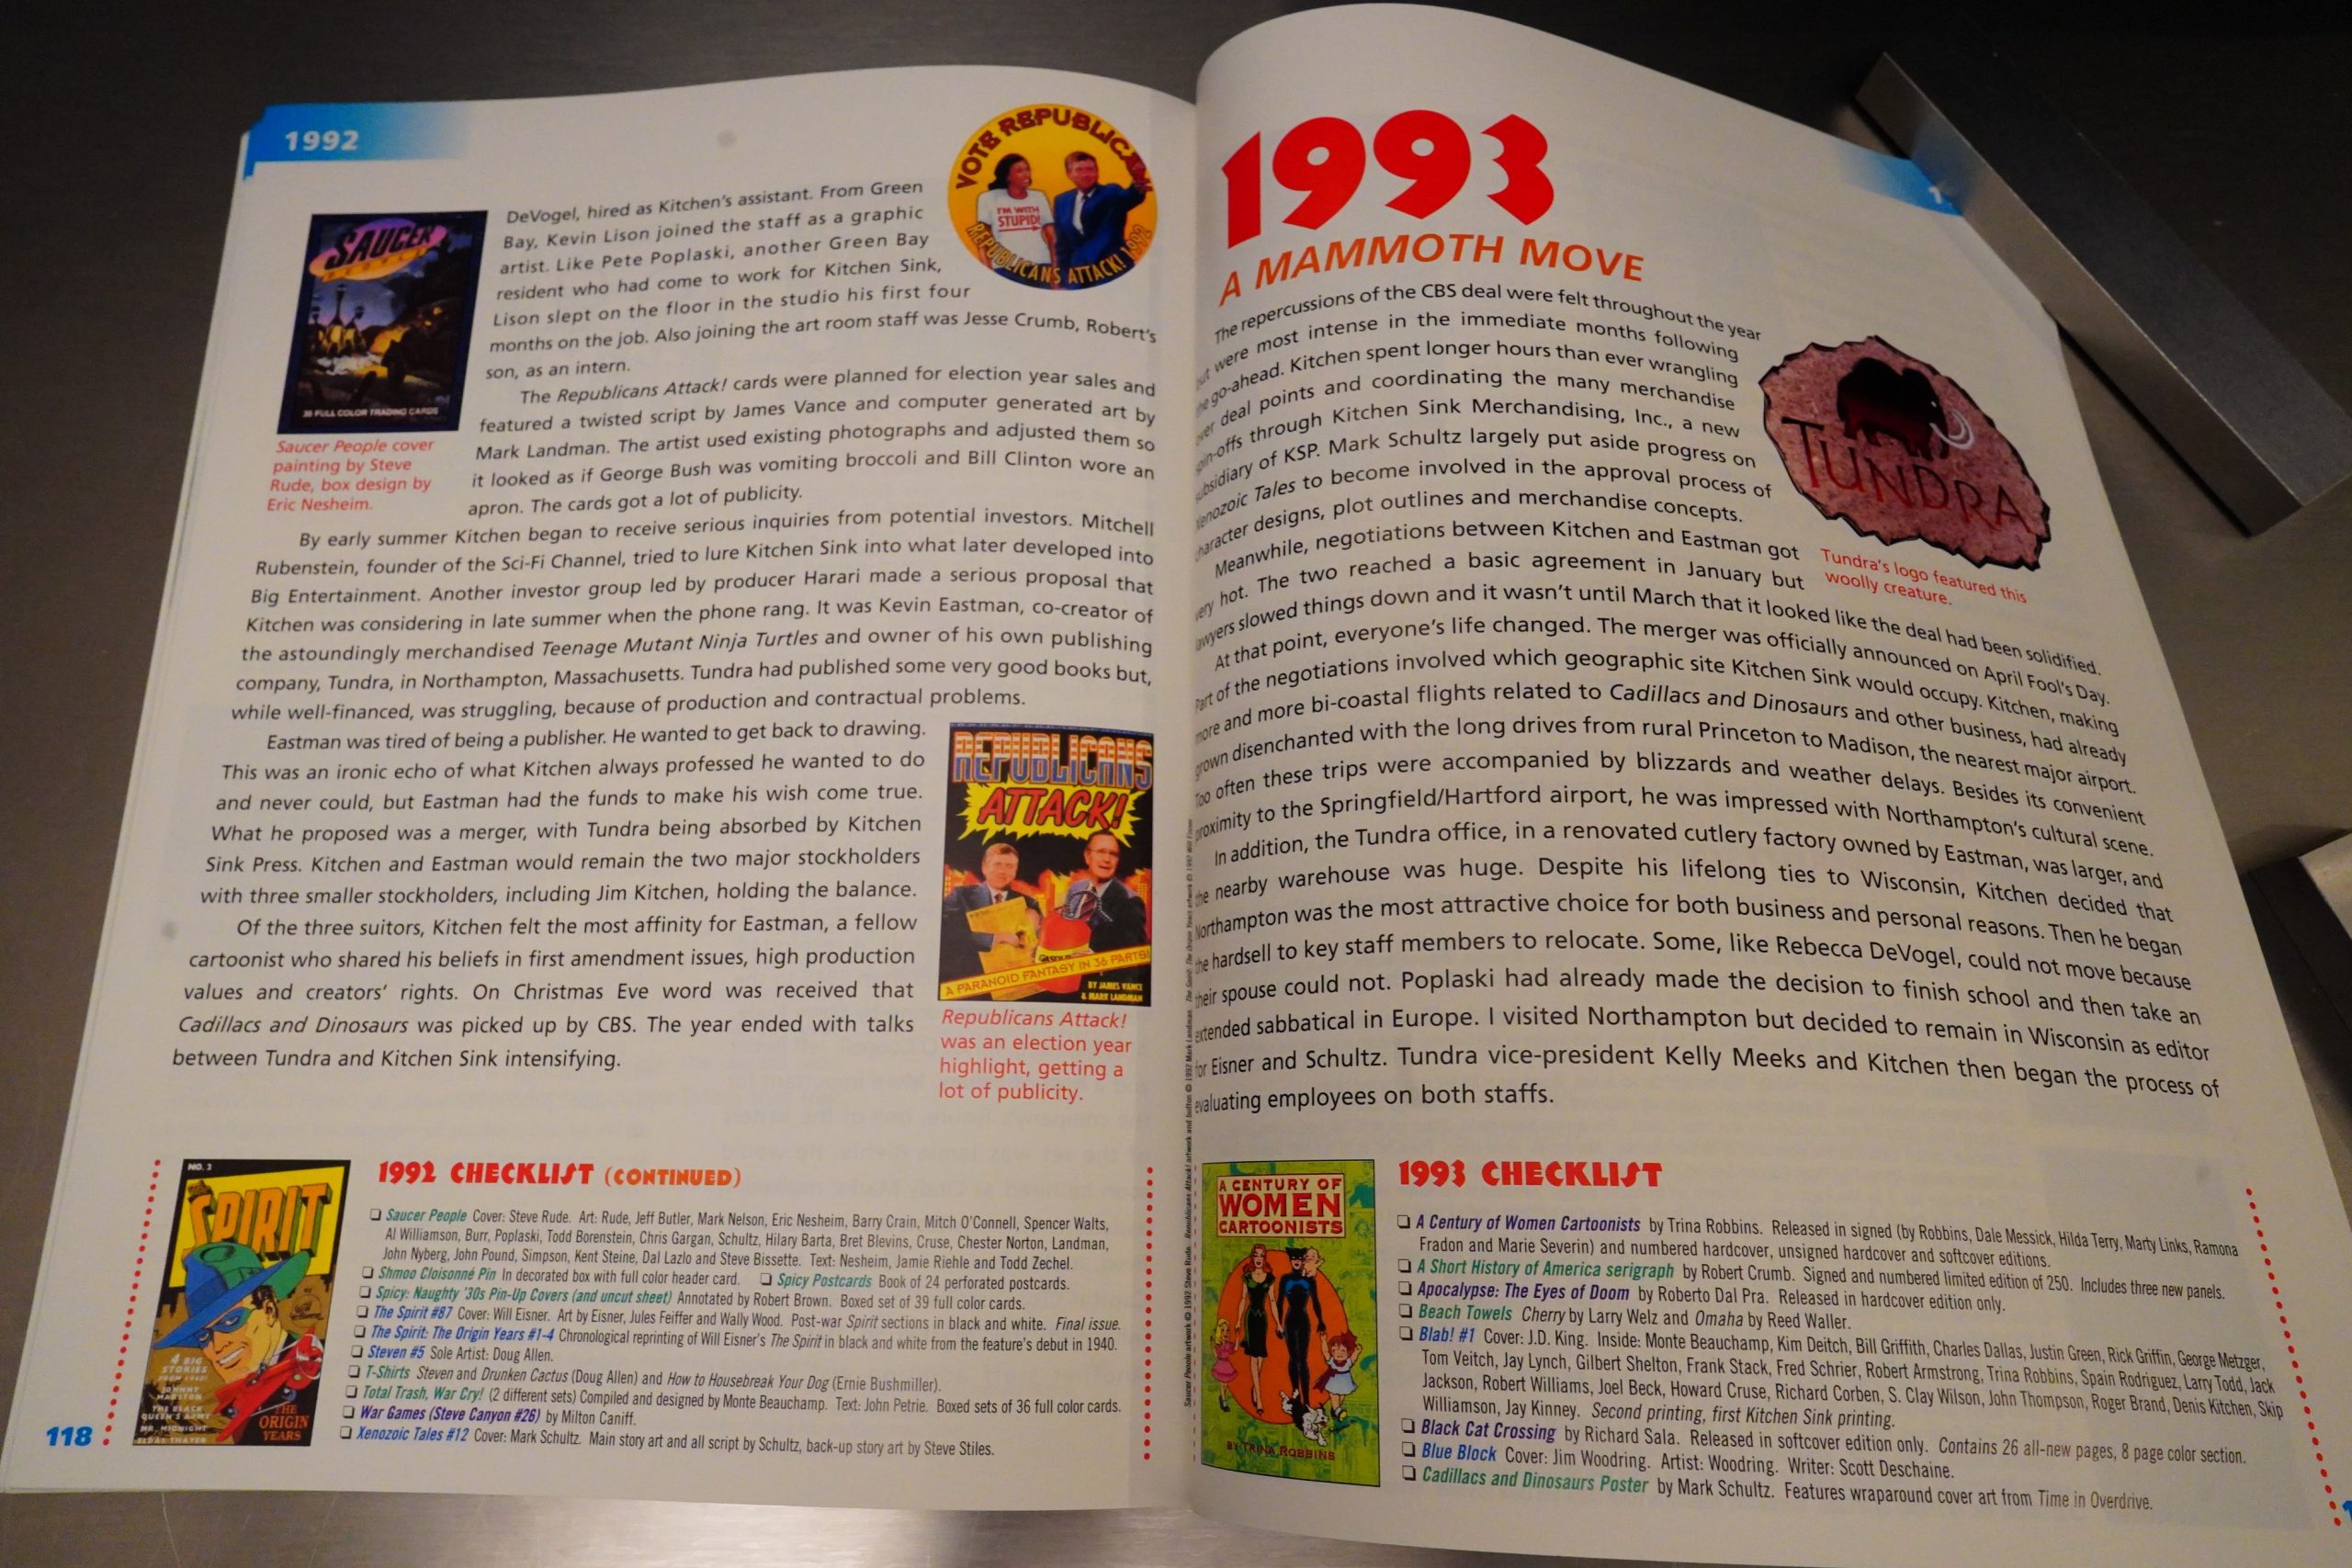 1992
SAUCER
PEOPLE
36 FULL COLOR TRADING CARDS
Saucer People cover
painting by Steve
Rude, box design by
Eric Nesheim.
VOTE REPUBLICAN
I'M WITH
STUPID!
REPUBLICANS ATTACK! 1992
DeVogel, hired as Kitchen's assistant. From Green
Bay, Kevin Lison joined the staff as a graphic
artist. Like Pete Poplaski, another Green Bay
resident who had come to work for Kitchen Sink,
Lison slept on the floor in the studio his first four
months on the job. Also joining the art room staff was Jesse Crumb, Robert's
son, as an intern.
The Republicans Attack! cards were planned for election year sales and
featured a twisted script by James Vance and computer generated art by
Mark Landman. The artist used existing photographs and adjusted them so
it looked as if George Bush was vomiting broccoli and Bill Clinton wore an
apron. The cards got a lot of publicity.
By early summer Kitchen began to receive serious inquiries from potential investors. Mitchell
Rubenstein, founder of the Sci-Fi Channel, tried to lure Kitchen Sink into what later developed into
Big Entertainment. Another investor group led by producer Harari made a serious proposal that
Kitchen was considering in late summer when the phone rang. It was Kevin Eastman, co-creator of
the astoundingly merchandised Teenage Mutant Ninja Turtles and owner of his own publishing
company, Tundra, in Northampton, Massachusetts. Tundra had published some very good books but,
while well-financed, was struggling, because of production and contractual problems.
Eastman was tired of being a publisher. He wanted to get back to drawing.
This was an ironic echo of what Kitchen always professed he wanted to do
and never could, but Eastman had the funds to make his wish come true.
What he proposed was a merger, with Tundra being absorbed by Kitchen
Sink Press. Kitchen and Eastman would remain the two major stockholders
with three smaller stockholders, including Jim Kitchen, holding the balance.
Of the three suitors, Kitchen felt the most affinity for Eastman, a fellow
cartoonist who shared his beliefs in first amendment issues, high production
values and creators' rights. On Christmas Eve word was received that
Cadillacs and Dinosaurs was picked up by CBS. The year ended with talks
between Tundra and Kitchen Sink intensifying.
REPUBLICANS
ATTACK!
A PARANOID FANTASY IN 36 PARTS!
BY JAMES VANCE
& MARK LANDMAN
Republicans Attack!
was an election year
highlight, getting a
lot of publicity.
NO. 2
SPIRIT
4 BIG
STORIES
THE
ORIGIN
YEARS
1992 CHECKLIST (CONTINUED)
❏ Saucer People Cover: Steve Rude. Art: Rude, Jeff Butler, Mark Nelson, Eric Nesheim, Barry Crain, Mitch O'Connell, Spencer Walts,
Al Williamson, Burr, Poplaski, Todd Borenstein, Chris Gargan, Schultz, Hilary Barta, Bret Blevins, Cruse, Chester Norton, Landman,
John Nyberg, John Pound, Simpson, Kent Steine, Dal Lazlo and Steve Bissette. Text: Nesheim, Jamie Riehle and Todd Zechel.
❏ Shmoo Cloisonné Pin In decorated box with full color header card. ❏ Spicy Postcards Book of 24 perforated postcards.
❏ Spicy: Naughty '30s Pin-Up Covers (and uncut sheet) Annotated by Robert Brown. Boxed set of 39 full color cards.
❏ The Spirit #87 Cover: Will Eisner. Art by Eisner, Jules Feiffer and Wally Wood. Post-war Spirit sections in black and white. Final issue.
❏ The Spirit: The Origin Years #1-4 Chronological reprinting of Will Eisner's The Spirit in black and white from the feature's debut in 1940.
❏ Steven #5 Sole Artist: Doug Allen.
❏ T-Shirts Steven and Drunken Cactus (Doug Allen) and How to Housebreak Your Dog (Ernie Bushmiller).
❏ Total Trash, War Cry! (2 different sets) Compiled and designed by Monte Beauchamp. Text: John Petrie. Boxed sets of 36 full color cards.
❏ War Games (Steve Canyon #26) by Milton Caniff.
❏ Xenozoic Tales #12 Cover: Mark Schultz. Main story art and all script by Schultz, back-up story art by Steve Stiles.
118
1993
A MAMMOTH MOVE
The repercussions of the CBS deal were felt throughout the year
were most intense in the immediate months following
go-ahead. Kitchen spent longer hours than ever wrangling
over deal points and coordinating the many merchandise
spin-offs through Kitchen Sink Merchandising, Inc., a new
subsidiary of KSP. Mark Schultz largely put aside progress on
Xenozoic Tales to become involved in the approval process of
character designs, plot outlines and merchandise concepts.
Meanwhile, negotiations between Kitchen and Eastman got
very hot. The two reached a basic agreement in January but
lawyers slowed things down and it wasn't until March that it looked like the deal had been solidified.
At that point, everyone's life changed. The merger was officially announced on April Fool's Day.
Part of the negotiations involved which geographic site Kitchen Sink would occupy. Kitchen, making
more and more bi-coastal flights related to Cadillacs and Dinosaurs and other business, had already
grown disenchanted with the long drives from rural Princeton to Madison, the nearest major airport.
Too often these trips were accompanied by blizzards and weather delays. Besides its convenient
proximity to the Springfield/Hartford airport, he was impressed with Northampton's cultural scene.
In addition, the Tundra office, in a renovated cutlery factory owned by Eastman, was larger, and
the nearby warehouse was huge. Despite his lifelong ties to Wisconsin, Kitchen decided that
Northampton was the most attractive choice for both business and personal reasons. Then he began
the hardsell to key staff members to relocate. Some, like Rebecca DeVogel, could not move because
their spouse could not. Poplaski had already made the decision to finish school and then take an
extended sabbatical in Europe. I visited Northampton but decided to remain in Wisconsin as editor
for Eisner and Schultz. Tundra vice-president Kelly Meeks and Kitchen then began the process of
evaluating employees on both staffs.
TUNDRA
Tundra's logo featured this
woolly creature.
A CENTURY OF
WOMEN
CARTOONISTS
BY TRINA ROBBINS
1993 CHECKLIST
❏ A Century of Women Cartoonists by Trina Robbins. Released in signed (by Robbins, Dale Messick, Hilda Terry, Marty Links, Ramona
Fradon and Marie Severin) and numbered hardcover, unsigned hardcover and softcover editions.
❏ A Short History of America serigraph by Robert Crumb. Signed and numbered limited edition of 250. Includes three new panels.
❏ Apocalypse: The Eyes of Doom by Roberto Dal Pra. Released in hardcover edition only.
❏ Beach Towels Cherry by Larry Welz and Omaha by Reed Waller.
❏ Blab! #1 Cover: J.D. King. Inside: Monte Beauchamp, Kim Deitch, Bill Griffith, Charles Dallas, Justin Green, Rick Griffin, George Metzger,
Tom Veitch, Jay Lynch, Gilbert Shelton, Frank Stack, Fred Schrier, Robert Armstrong, Trina Robbins, Spain Rodriguez, Larry Todd, Jack
Jackson, Robert Williams, Joel Beck, Howard Cruse, Richard Corben, S. Clay Wilson, John Thompson, Roger Brand, Denis Kitchen, Skip
Williamson, Jay Kinney. Second printing, first Kitchen Sink printing.
❏ Black Cat Crossing by Richard Sala. Released in softcover edition only. Contains 26 all-new pages, 8 page color section.
❏ Blue Block Cover: Jim Woodring. Artist: Woodring. Writer: Scott Deschaine.
❏ Cadillacs and Dinosaurs Poster by Mark Schultz. Features wraparound cover art from Time in Overdrive.